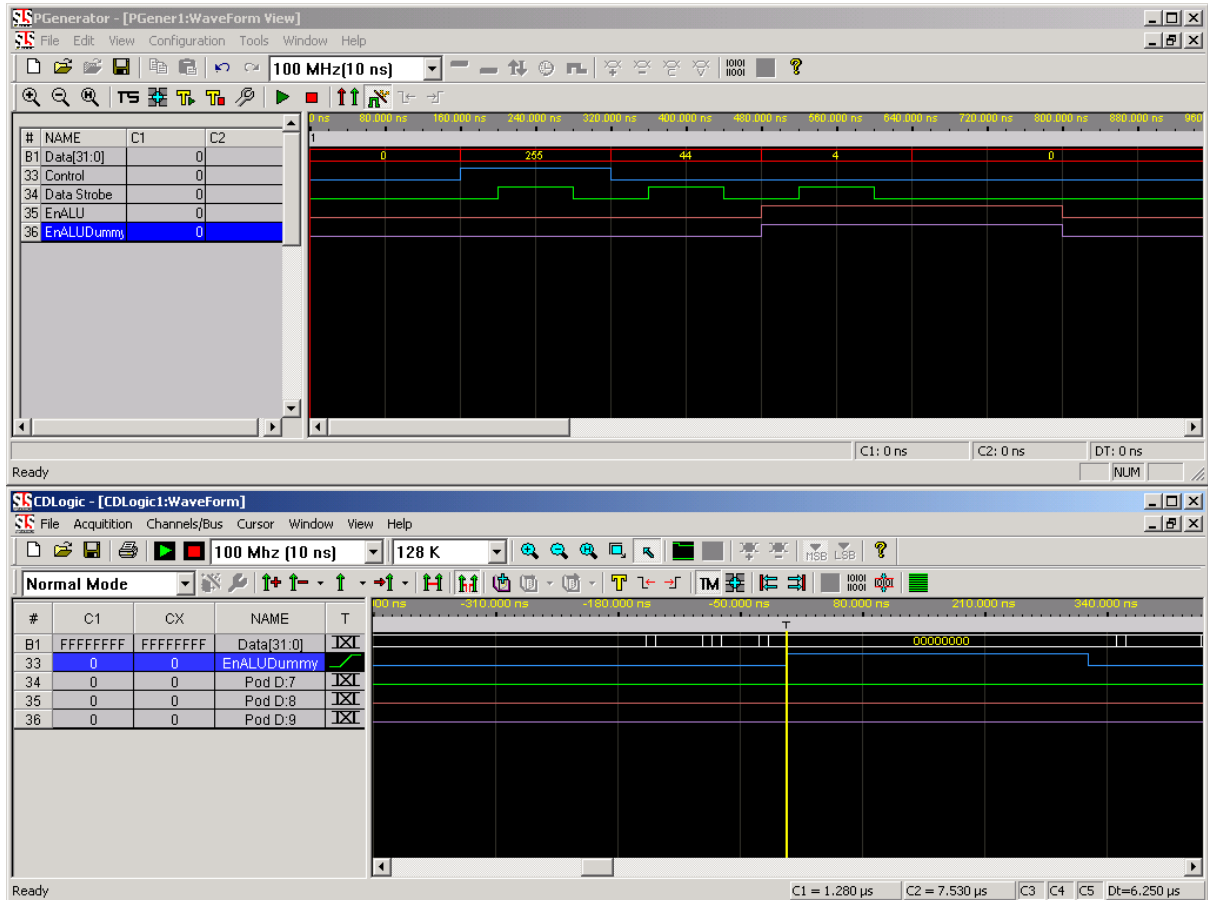 PGenerator - [PGener1:WaveForm View]
File Edit View Configuration Tools Window Help
100 MHz(10 ns)
0 ns 80.000 ns 160.000 ns 240.000 ns 320.000 ns 400.000 ns 480.000 ns 560.000 ns 640.000 ns 720.000 ns 800.000 ns 880.000 ns 960
# NAME C1 C2 1
B1 Data[31:0] 0 0 255 44 4 0
33 Control 0
34 Data Strobe 0
35 EnALU 0
36 EnALUDummy 0
C1: 0 ns C2: 0 ns DT: 0 ns
Ready NUM
CDLogic - [CDLogic1:WaveForm]
File Acquitition Channels/Bus Cursor Window View Help
100 Mhz (10 ns) 128 K MSB LSB
Normal Mode TM
00 ns -310.000 ns -180.000 ns -50.000 ns 80.000 ns 210.000 ns 340.000 ns
# C1 CX NAME T T
B1 FFFFFFFF FFFFFFFF Data[31:0] 00000000
33 0 0 EnALUDummy
34 0 0 Pod D:7
35 0 0 Pod D:8
36 0 0 Pod D:9
Ready C1 = 1.280 µs C2 = 7.530 µs C3 C4 C5 Dt=6.250 µs